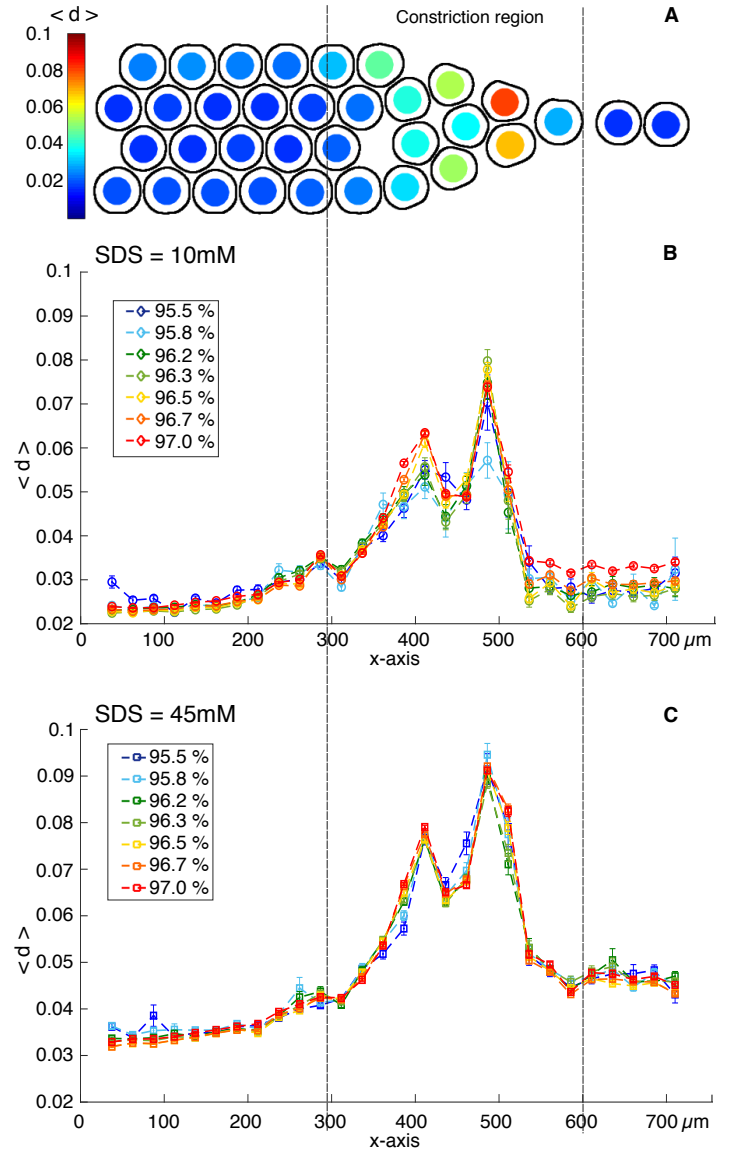 < d >
Constriction region
A
0.1
0.08
0.06
0.04
0.02
SDS = 10mM
B
0.1
0.09
0.08
0.07
0.06
0.05
0.04
0.03
0.02
< d >
95.5 %
95.8 %
96.2 %
96.3 %
96.5 %
96.7 %
97.0 %
0 100 200 300 400 500 600 700 µm
x-axis
SDS = 45mM
C
0.1
0.09
0.08
0.07
0.06
0.05
0.04
0.03
0.02
< d >
95.5 %
95.8 %
96.2 %
96.3 %
96.5 %
96.7 %
97.0 %
0 100 200 300 400 500 600 700 µm
x-axis